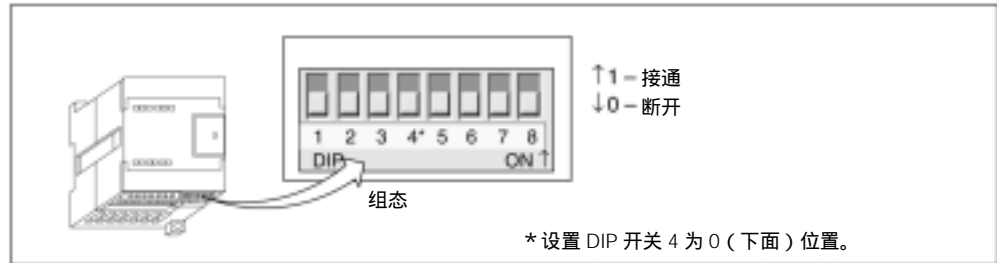 ↑1 – 接通
↓0 – 断开
1 2 3 4* 5 6 7 8
DIP ON ↑
组态
* 设置 DIP 开关 4 为 0 ( 下面 ) 位置。